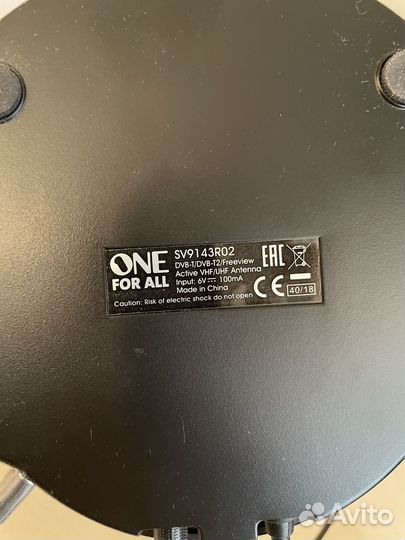 ONE
FOR ALL
SV9143R02
DVB-T/DVB-T2/Freeview
Active VHF/UHF Antenna
Input: 6V⎓ 100mA
Made in China
EAC
CE
40/18
Caution: Risk of electric shock do not open
Avito